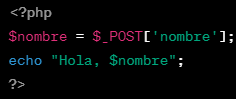 <?php
$nombre = $_POST['nombre'];
echo "Hola, $nombre";
?>